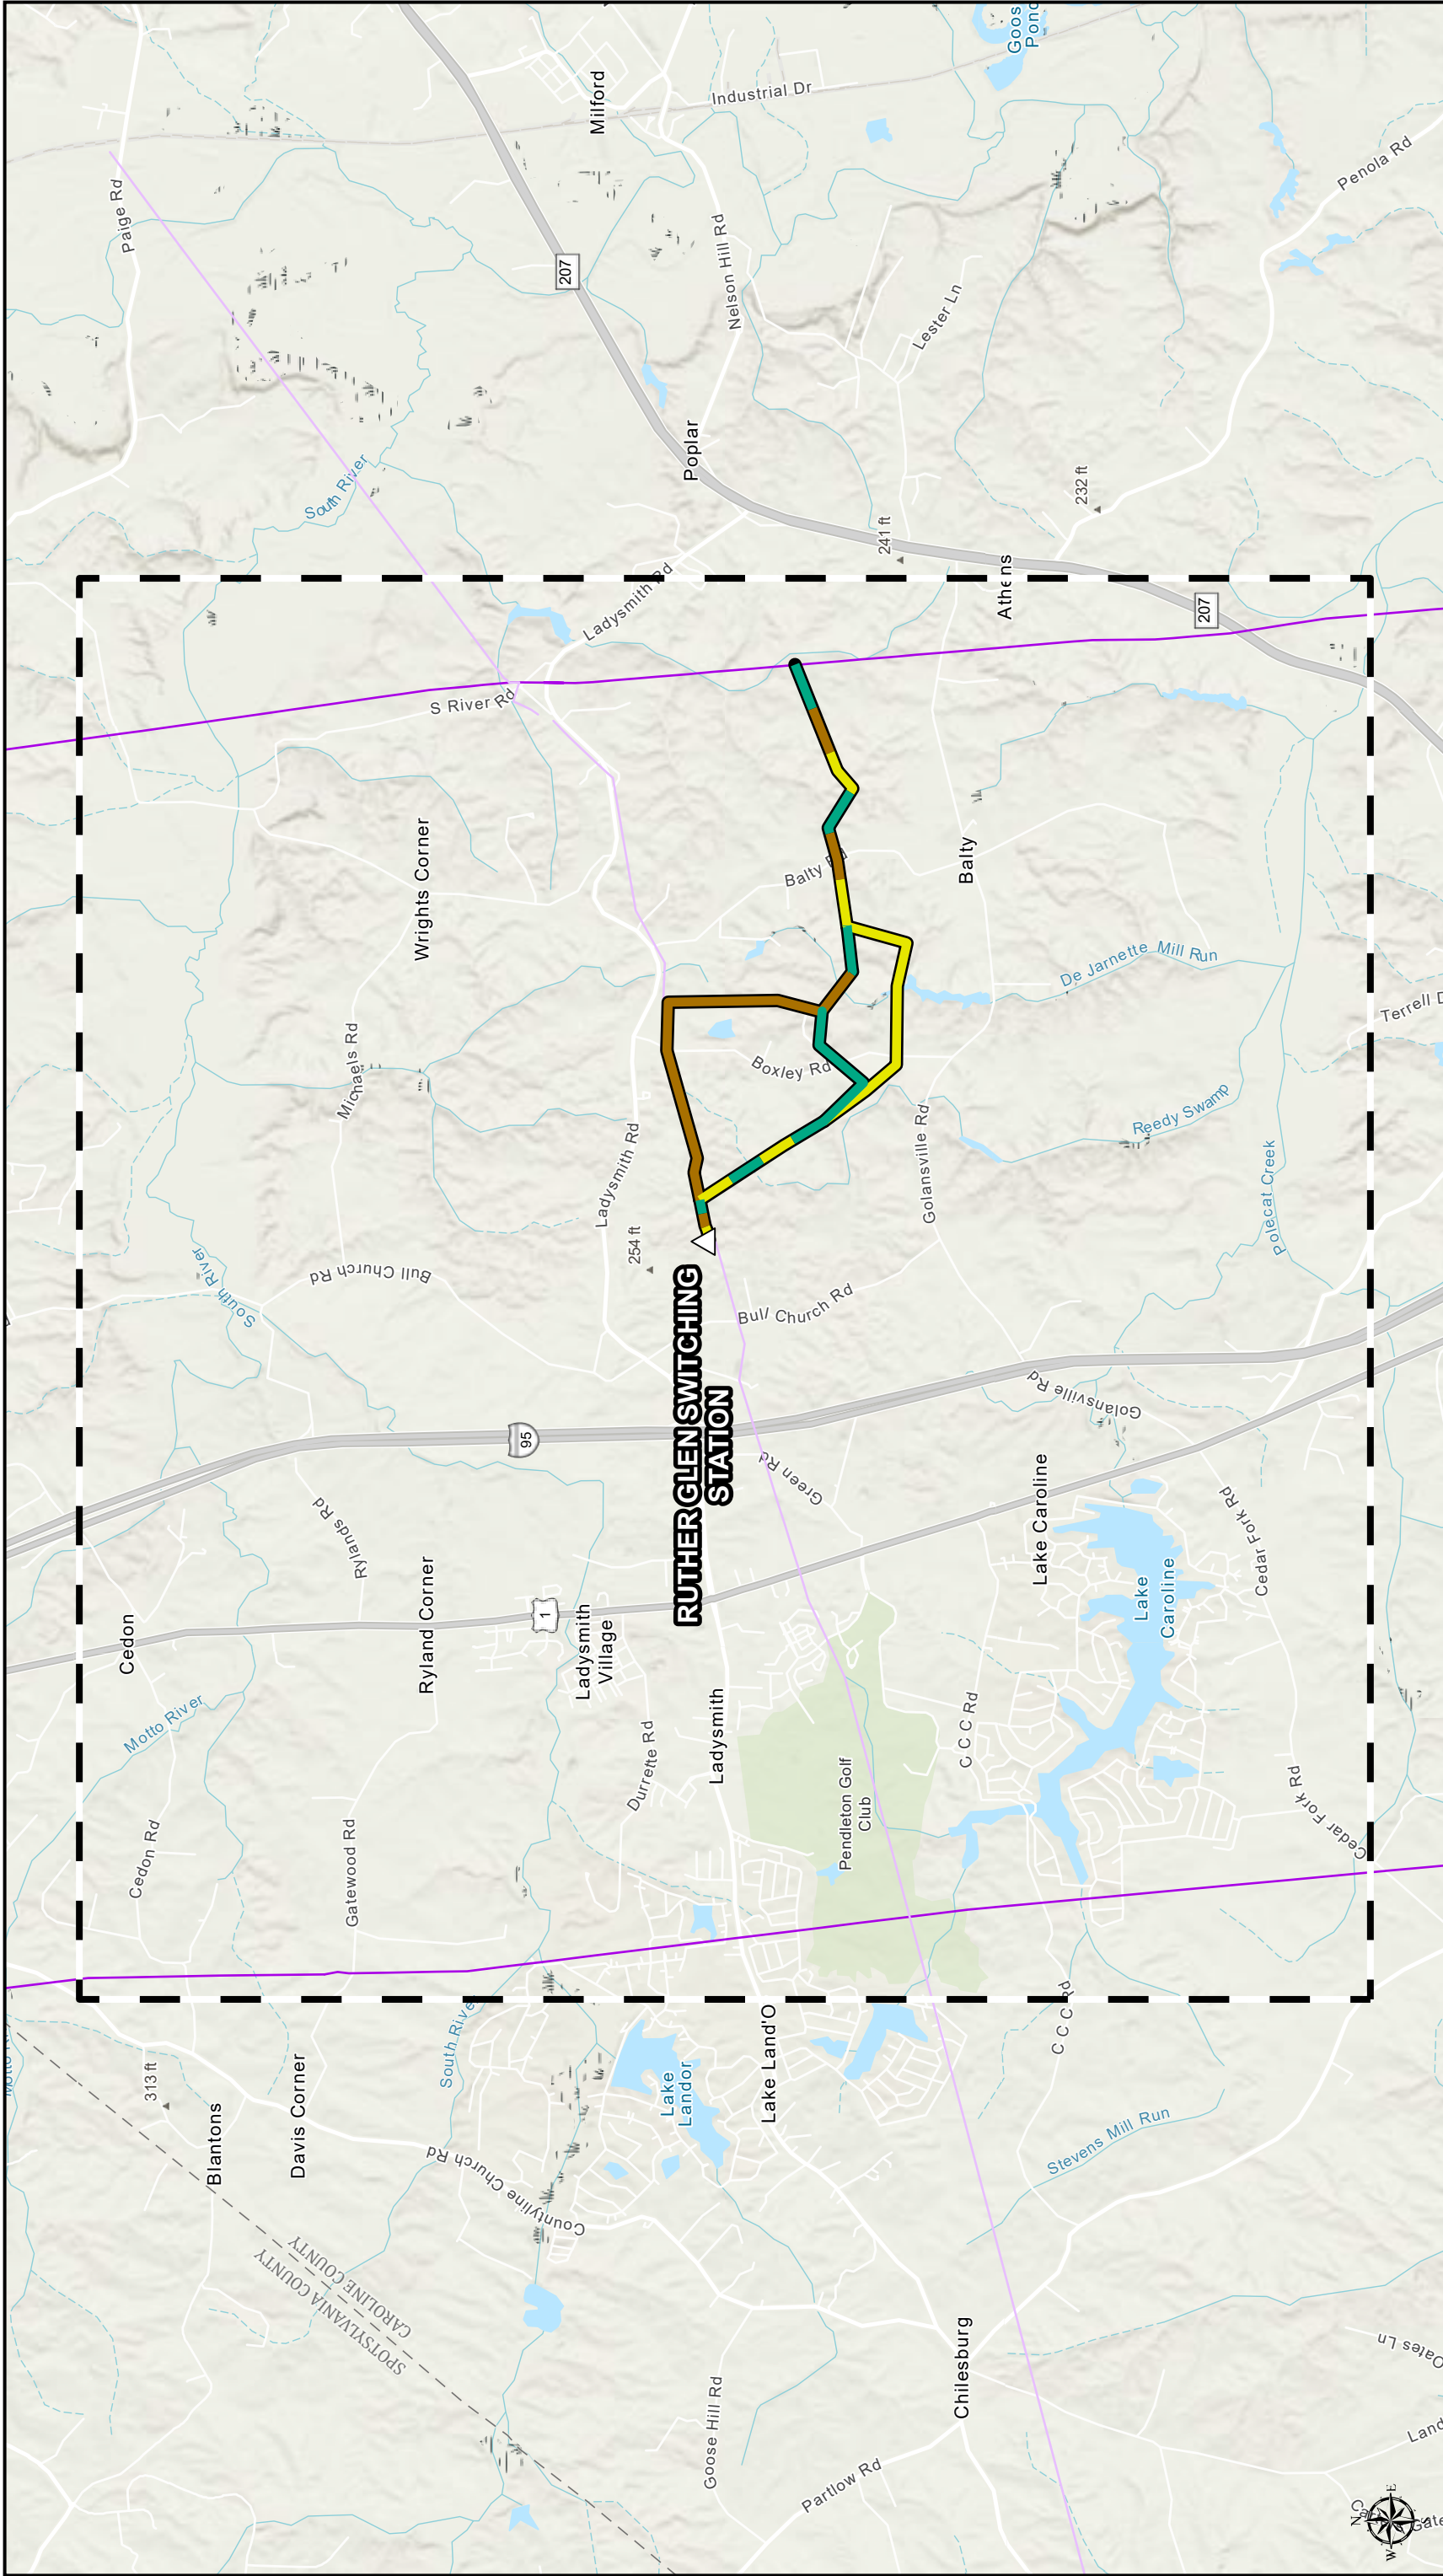 313 ft
Cedon
Cedon Rd
Paige Rd
Motto River
Blantons
South River
Davis Corner
SPOTSYLVANIA COUNTY
CAROLINE COUNTY
Rylands Rd
South River
Gatewood Rd
Michaels Rd
Bull Church Rd
Ryland Corner
Wrights Corner
South River
S River Rd
Countyline Church Rd
95
1
207
Ladysmith
Village
Milford
Ladysmith Rd
Ladysmith Rd
254 ft
Durrette Rd
Lake
Landor
RUTHER GLEN SWITCHING
STATION
Poplar
Goose Hill Rd
Ladysmith
Nelson Hill Rd
Industrial Dr
Lake Land'O
Green Rd
Bull Church Rd
Boxley Rd
Balty Rd
Partlow Rd
Pendleton Golf
Club
241 ft
Golansville Rd
Lester Ln
Chilesburg
C C C Rd
Balty
Athens
Goos
Pond
Lake Caroline
Golansville Rd
C C C Rd
232 ft
Stevens Mill Run
De Jarnette Mill Run
Lake
Caroline
Reedy Swamp
207
Cedar Fork Rd
Polecat Creek
Cedar Fork Rd
Penola Rd
Terrell D
Oates Ln
Land
Gate
N
E
W